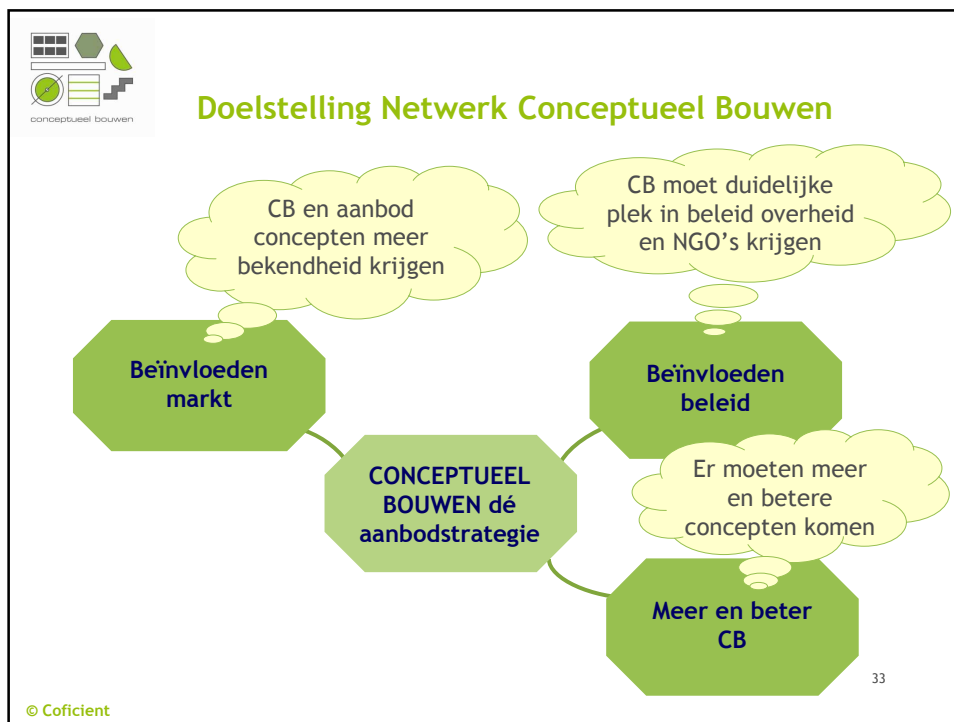 conceptueel bouwen
Doelstelling Netwerk Conceptueel Bouwen
CB en aanbod
concepten meer
bekendheid krijgen
CB moet duidelijke
plek in beleid overheid
en NGO’s krijgen
Beïnvloeden
markt
Beïnvloeden
beleid
CONCEPTUEEL
BOUWEN dé
aanbodstrategie
Er moeten meer
en betere
concepten komen
Meer en beter
CB
33
© Coficient